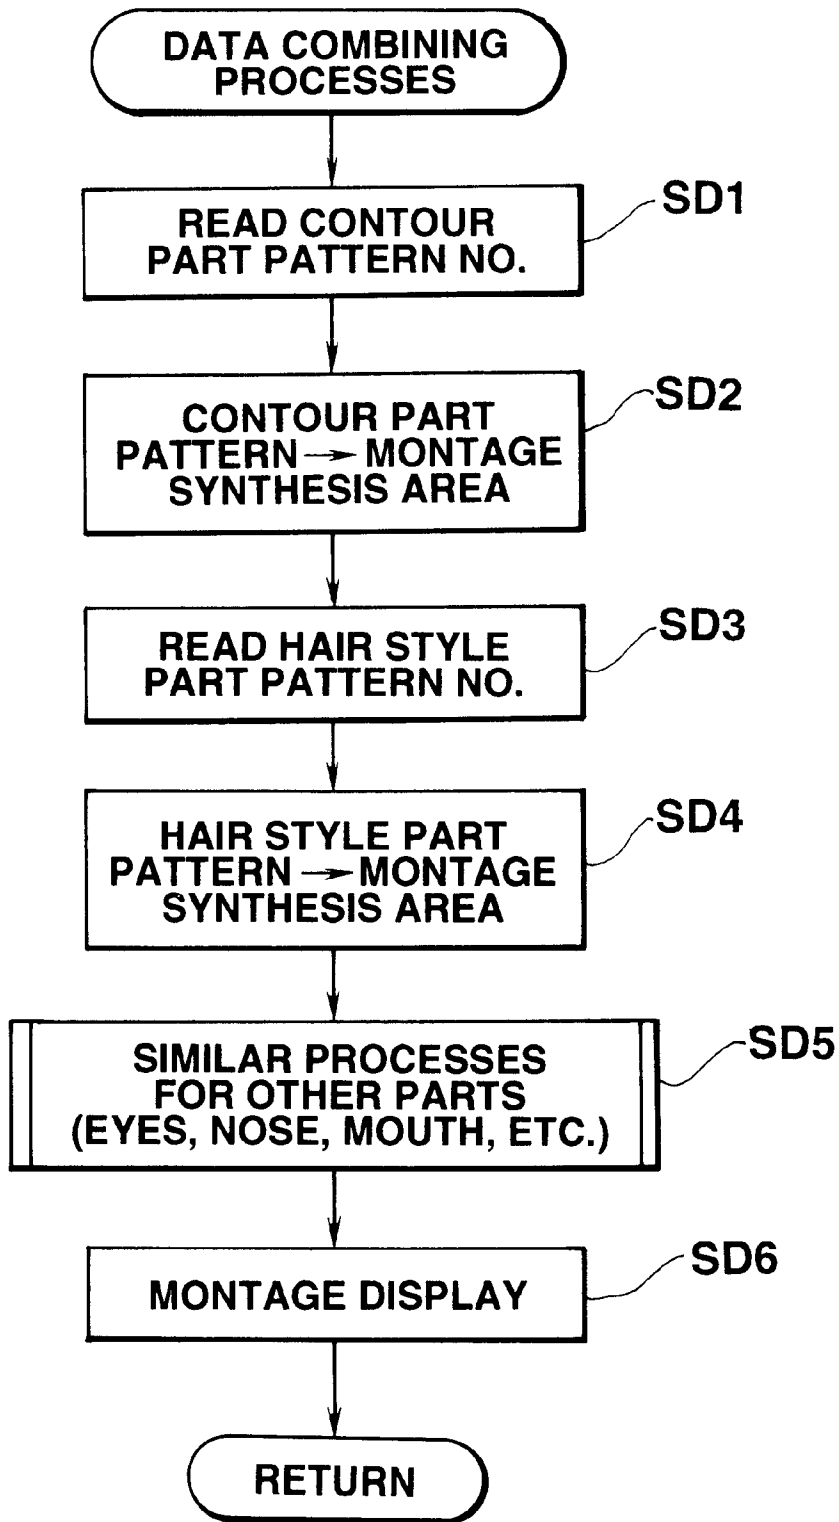 DATA COMBINING
PROCESSES
READ CONTOUR
PART PATTERN NO.
SD1
CONTOUR PART
PATTERN → MONTAGE
SYNTHESIS AREA
SD2
READ HAIR STYLE
PART PATTERN NO.
SD3
HAIR STYLE PART
PATTERN → MONTAGE
SYNTHESIS AREA
SD4
SIMILAR PROCESSES
FOR OTHER PARTS
(EYES, NOSE, MOUTH, ETC.)
SD5
MONTAGE DISPLAY
SD6
RETURN